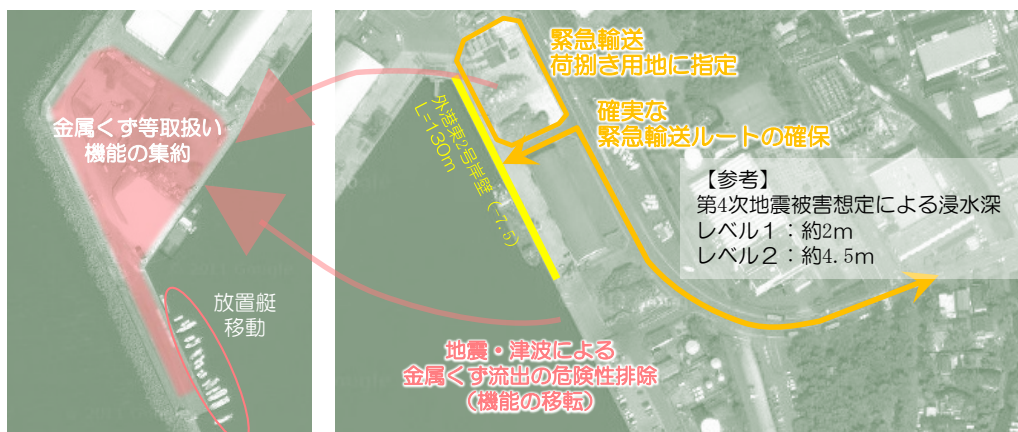 金属くず等取扱い
機能の集約
放置艇
移動
緊急輸送
荷捌き用地に指定
確実な
緊急輸送ルートの確保
外港東2号岸壁（-7.5）
L=130m
【参考】
第4次地震被害想定による浸水深
レベル１：約2m
レベル２：約4.5m
地震・津波による
金属くず流出の危険性排除
（機能の移転）